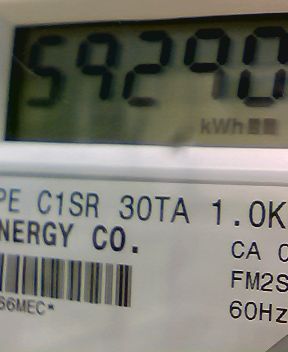 59290
kWh
PE C1SR 30TA 1.0K
NERGY CO.
CA
FM2S
60Hz
66MEC*